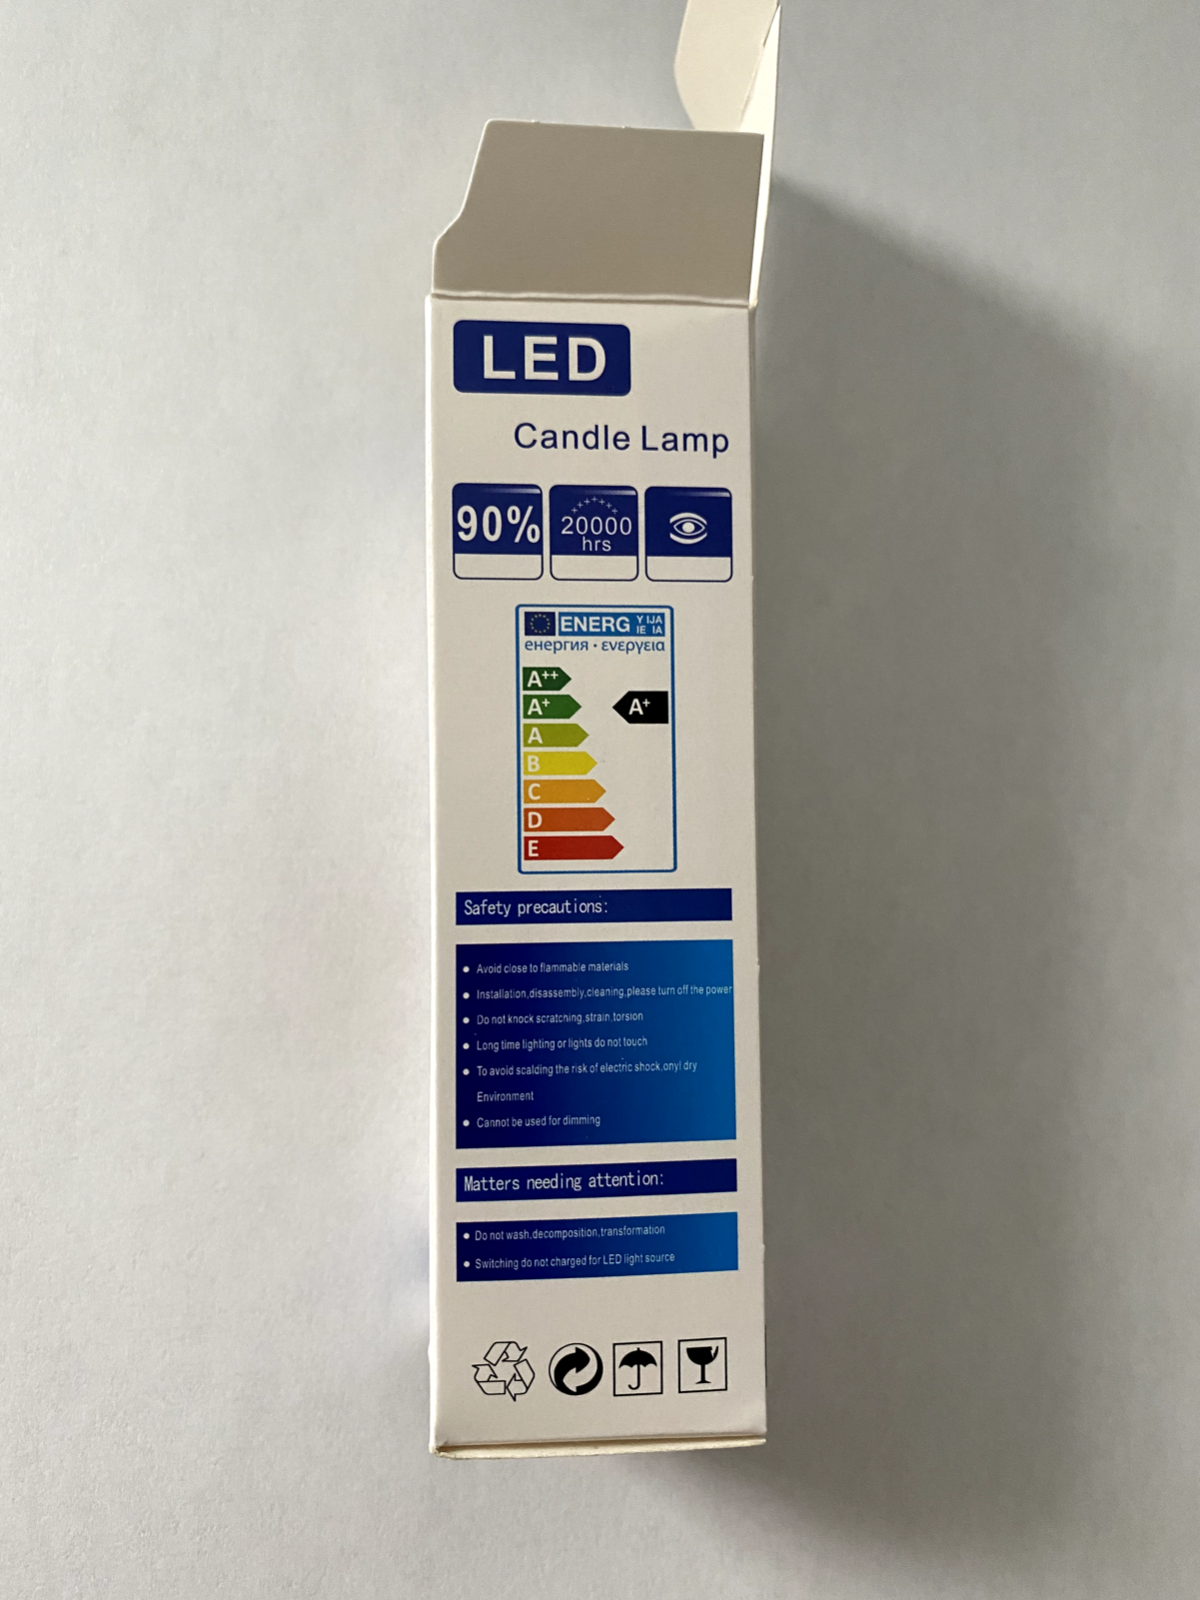 LED
Candle Lamp
90%
20000
hrs
ENERG Y IJA
IE IA
енергия · ενεργεια
A++
A+
A+
A
B
C
D
E
Safety precautions:
Avoid close to flammable materials
Installation,disassembly,cleaning,please turn off the power
Do not knock scratching,strain,torsion
Long time lighting or lights do not touch
To avoid scalding the risk of electric shock,onyl dry
Environment
Cannot be used for dimming
Matters needing attention:
Do not wash,decomposition,transformation
Switching do not charged for LED light source